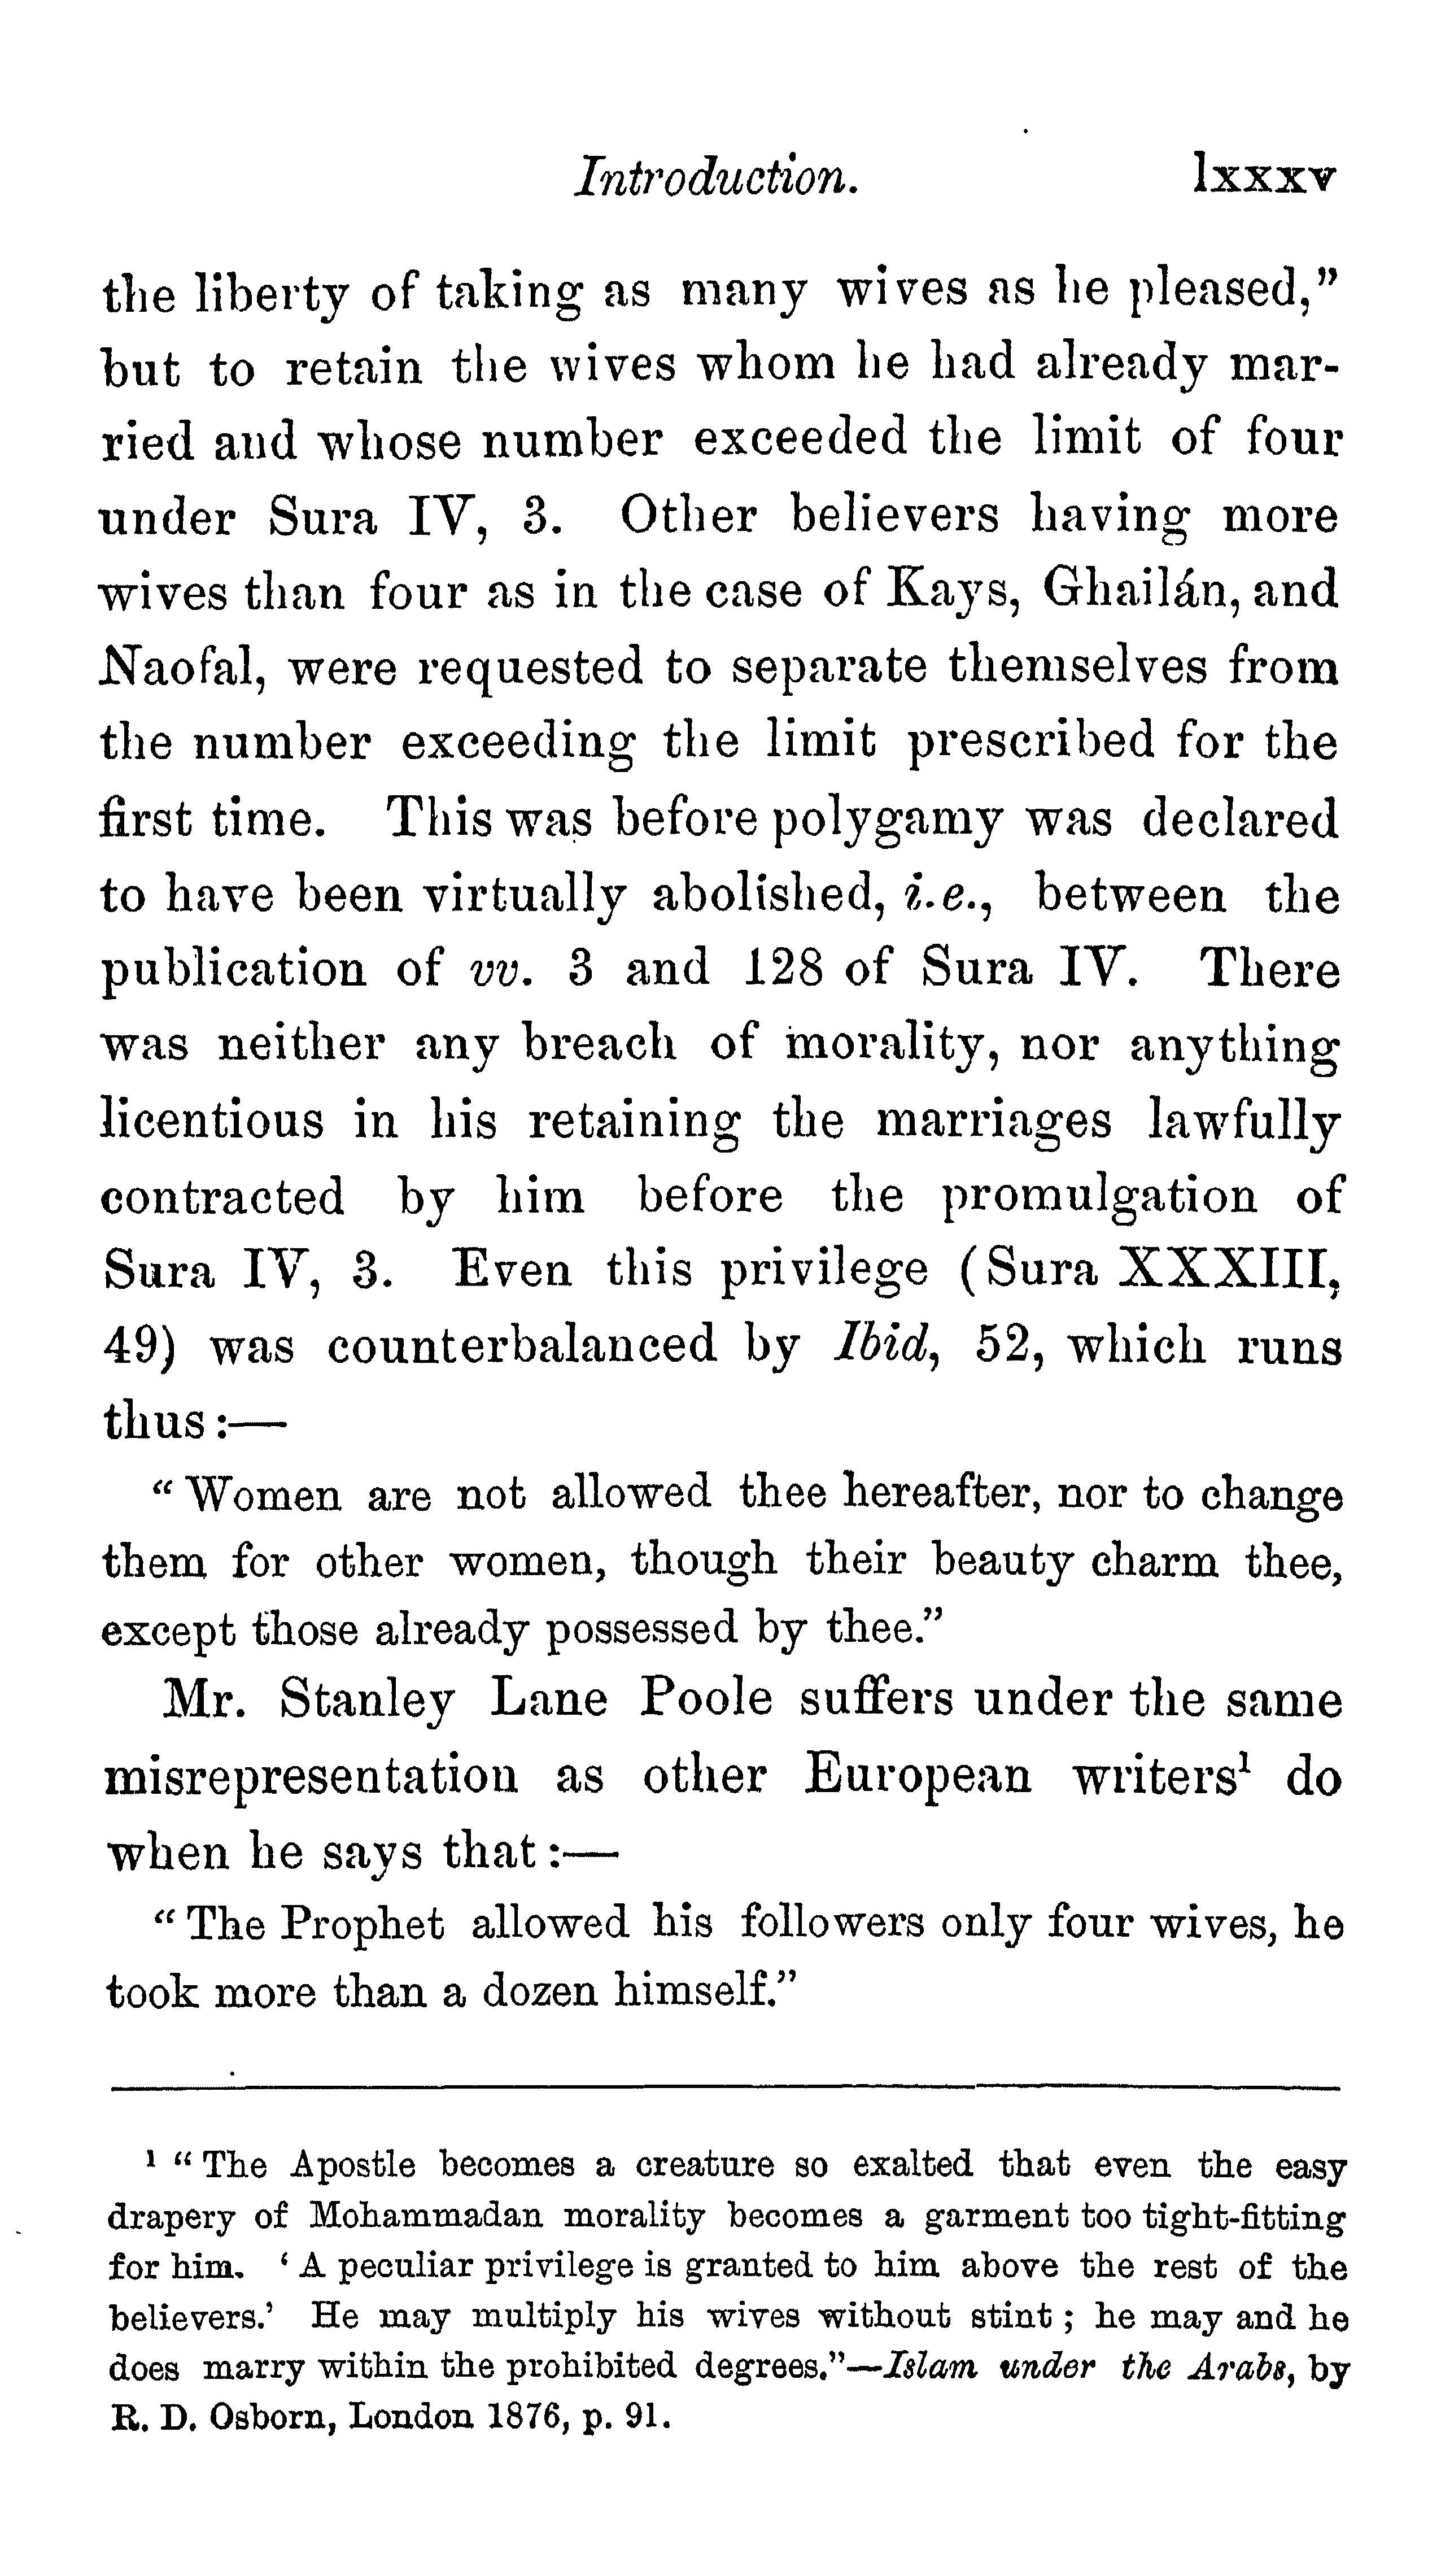 Introduction. lxxxv
the liberty of taking as many wives as he pleased,”
but to retain the wives whom he had already mar-
ried and whose number exceeded the limit of four
under Sura IV, 3. Other believers having more
wives than four as in the case of Kays, Ghailán, and
Naofal, were requested to separate themselves from
the number exceeding the limit prescribed for the
first time. This was before polygamy was declared
to have been virtually abolished, i.e., between the
publication of vv. 3 and 128 of Sura IV. There
was neither any breach of morality, nor anything
licentious in his retaining the marriages lawfully
contracted by him before the promulgation of
Sura IV, 3. Even this privilege (Sura XXXIII,
49) was counterbalanced by Ibid, 52, which runs
thus :—
“Women are not allowed thee hereafter, nor to change
them for other women, though their beauty charm thee,
except those already possessed by thee.”
Mr. Stanley Lane Poole suffers under the same
misrepresentation as other European writers¹ do
when he says that :—
“The Prophet allowed his followers only four wives, he
took more than a dozen himself.”
¹ “The Apostle becomes a creature so exalted that even the easy
drapery of Mohammadan morality becomes a garment too tight-fitting
for him. ‘A peculiar privilege is granted to him above the rest of the
believers.’ He may multiply his wives without stint ; he may and he
does marry within the prohibited degrees.”—Islam under the Arabs, by
R. D. Osborn, London 1876, p. 91.